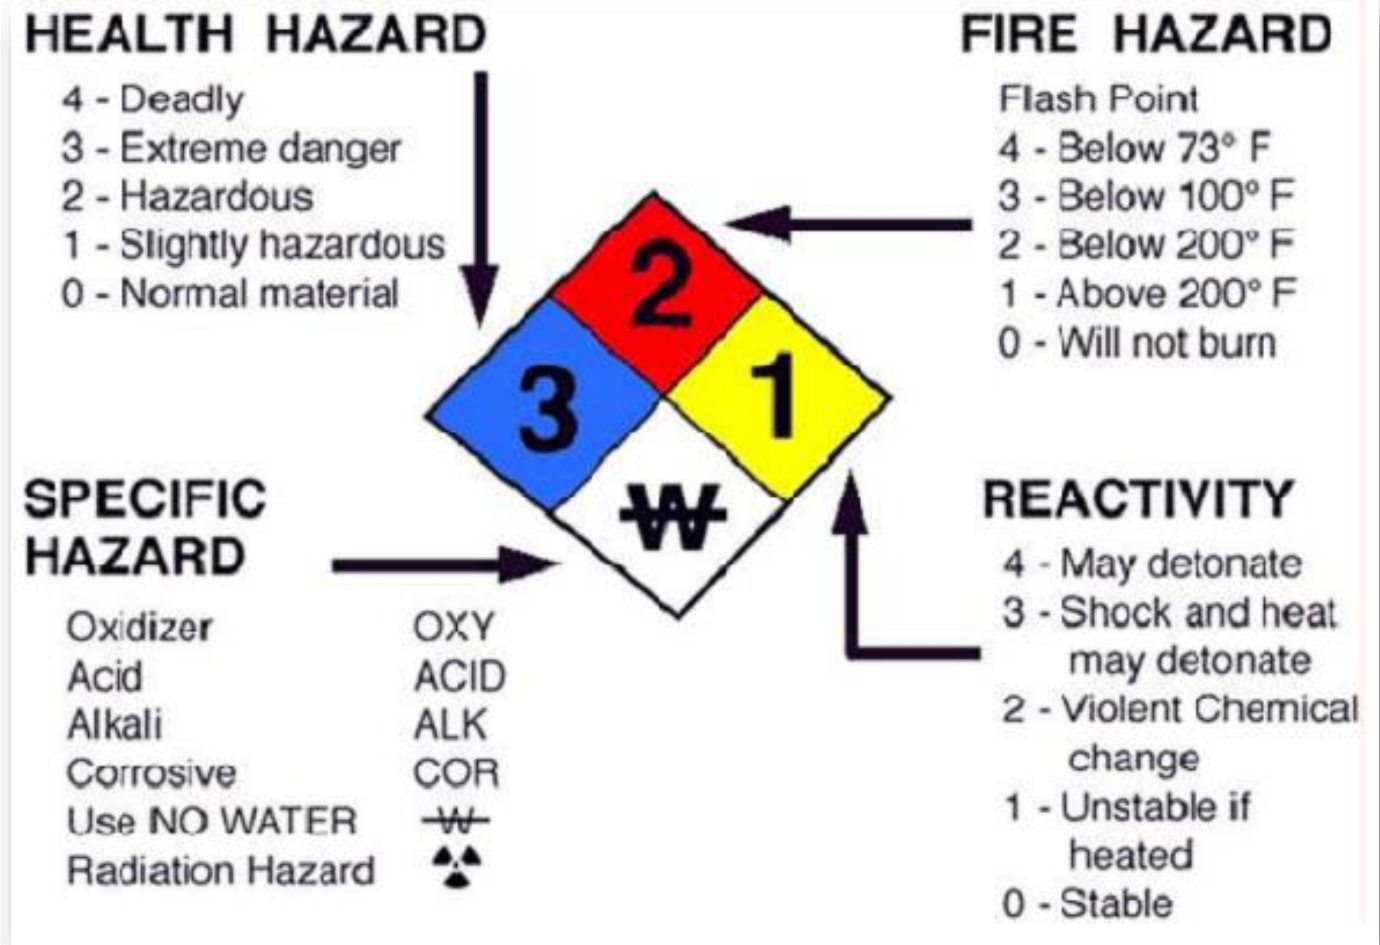 HEALTH HAZARD
4 - Deadly
3 - Extreme danger
2 - Hazardous
1 - Slightly hazardous
0 - Normal material
FIRE HAZARD
Flash Point
4 - Below 73° F
3 - Below 100° F
2 - Below 200° F
1 - Above 200° F
0 - Will not burn
2
3
1
W
SPECIFIC
HAZARD
Oxidizer OXY
Acid ACID
Alkali ALK
Corrosive COR
Use NO WATER W
Radiation Hazard
REACTIVITY
4 - May detonate
3 - Shock and heat
may detonate
2 - Violent Chemical
change
1 - Unstable if
heated
0 - Stable